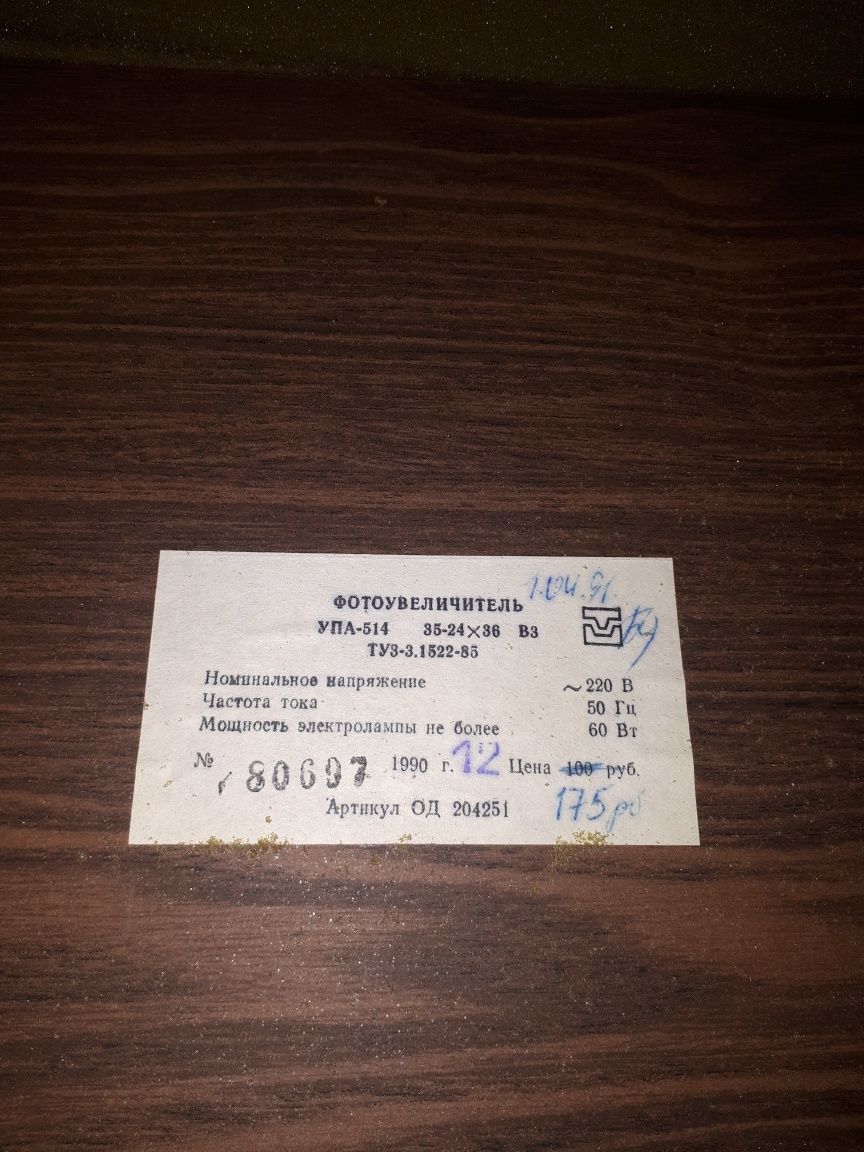 1.04.91.
ФОТОУВЕЛИЧИТЕЛЬ
УПА-514 35-24×36 В3
ТУ3-3.1522-85
Номинальное напряжение ~220 В
Частота тока 50 Гц
Мощность электролампы не более 60 Вт
№ 80697 1990 г. 12 Цена 100 руб.
Артикул ОД 204251 175 рб